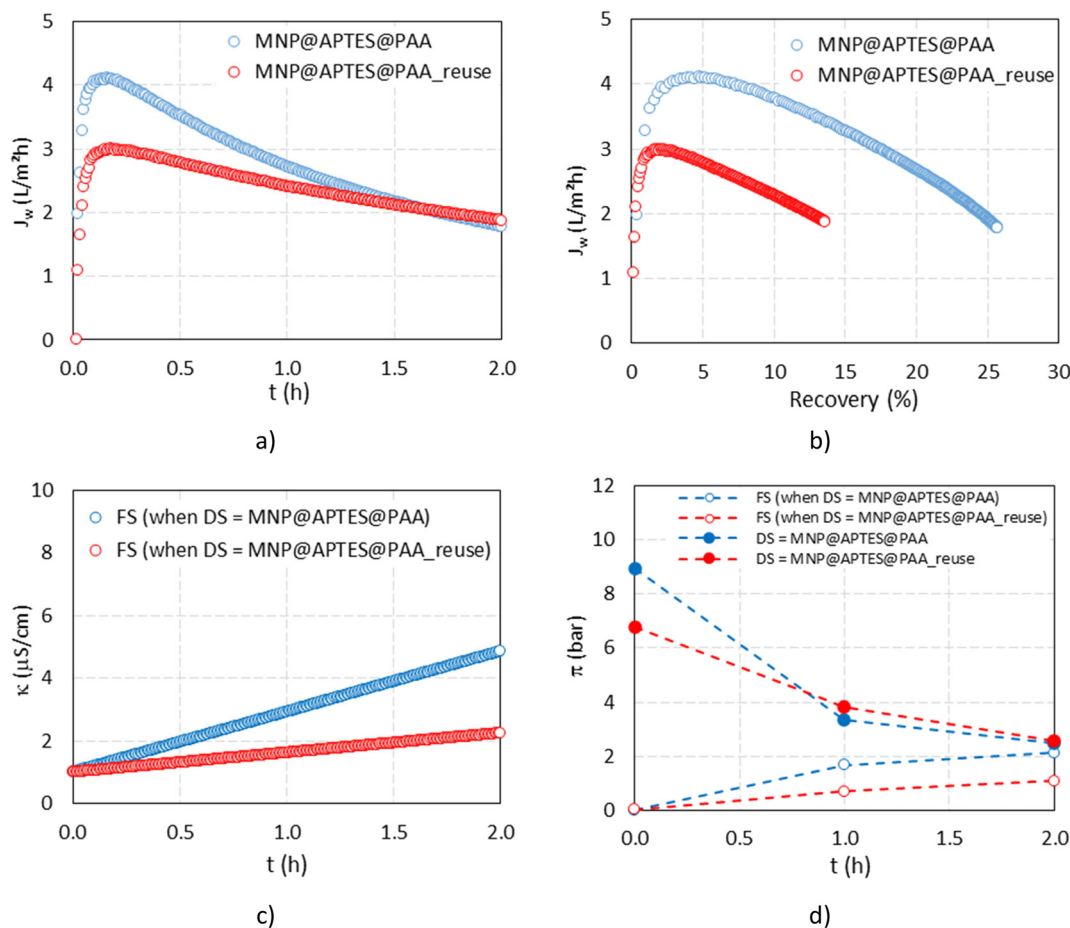 MNP@APTES@PAA
MNP@APTES@PAA_reuse
J_w (L/m²h)
5
4
3
2
1
0
0.0 0.5 1.0 1.5 2.0
t (h)
a)
MNP@APTES@PAA
MNP@APTES@PAA_reuse
J_w (L/m²h)
5
4
3
2
1
0
0 5 10 15 20 25 30
Recovery (%)
b)
FS (when DS = MNP@APTES@PAA)
FS (when DS = MNP@APTES@PAA_reuse)
κ (μS/cm)
10
8
6
4
2
0
0.0 0.5 1.0 1.5 2.0
t (h)
c)
FS (when DS = MNP@APTES@PAA)
FS (when DS = MNP@APTES@PAA_reuse)
DS = MNP@APTES@PAA
DS = MNP@APTES@PAA_reuse
π (bar)
12
10
8
6
4
2
0
0.0 0.5 1.0 1.5 2.0
t (h)
d)